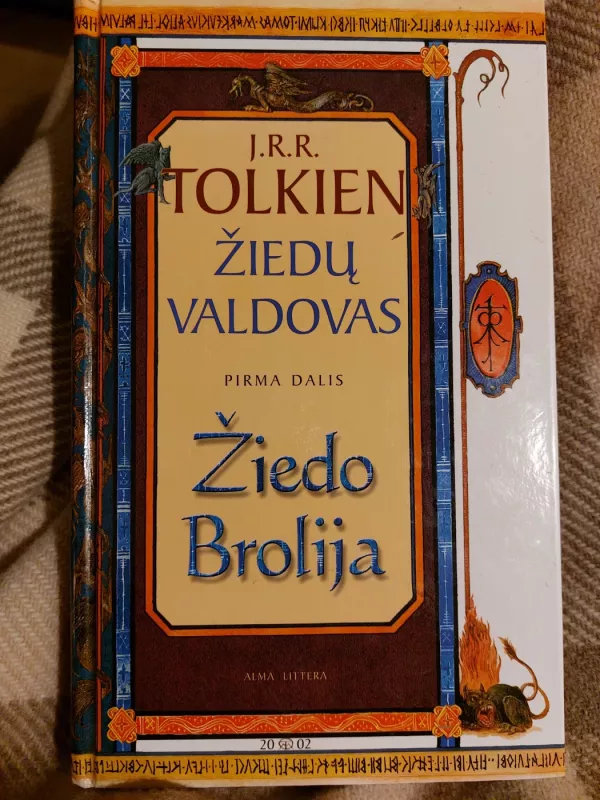 J.R.R.
TOLKIEN
ŽIEDŲ
VALDOVAS
PIRMA DALIS
Žiedo
Brolija
ALMA LITTERA
20 02